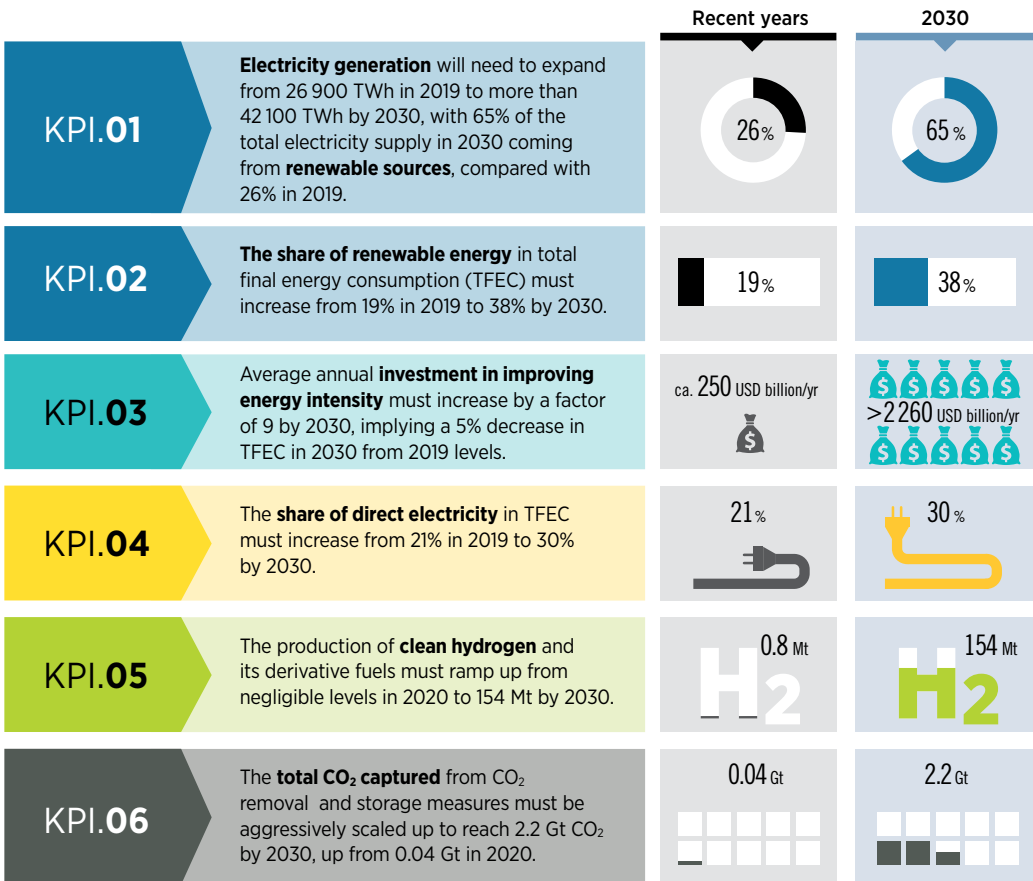 Recent years
2030
KPI.01
Electricity generation will need to expand
from 26 900 TWh in 2019 to more than
42 100 TWh by 2030, with 65% of the
total electricity supply in 2030 coming
from renewable sources, compared with
26% in 2019.
26%
65%
KPI.02
The share of renewable energy in total
final energy consumption (TFEC) must
increase from 19% in 2019 to 38% by 2030.
19%
38%
KPI.03
Average annual investment in improving
energy intensity must increase by a factor
of 9 by 2030, implying a 5% decrease in
TFEC in 2030 from 2019 levels.
ca. 250 USD billion/yr
$
$ $ $ $ $
>2 260 USD billion/yr
$ $ $ $ $
KPI.04
The share of direct electricity in TFEC
must increase from 21% in 2019 to 30%
by 2030.
21%
30%
KPI.05
The production of clean hydrogen and
its derivative fuels must ramp up from
negligible levels in 2020 to 154 Mt by 2030.
0.8 Mt
H2
154 Mt
H2
KPI.06
The total CO₂ captured from CO₂
removal and storage measures must be
aggressively scaled up to reach 2.2 Gt CO₂
by 2030, up from 0.04 Gt in 2020.
0.04 Gt
2.2 Gt